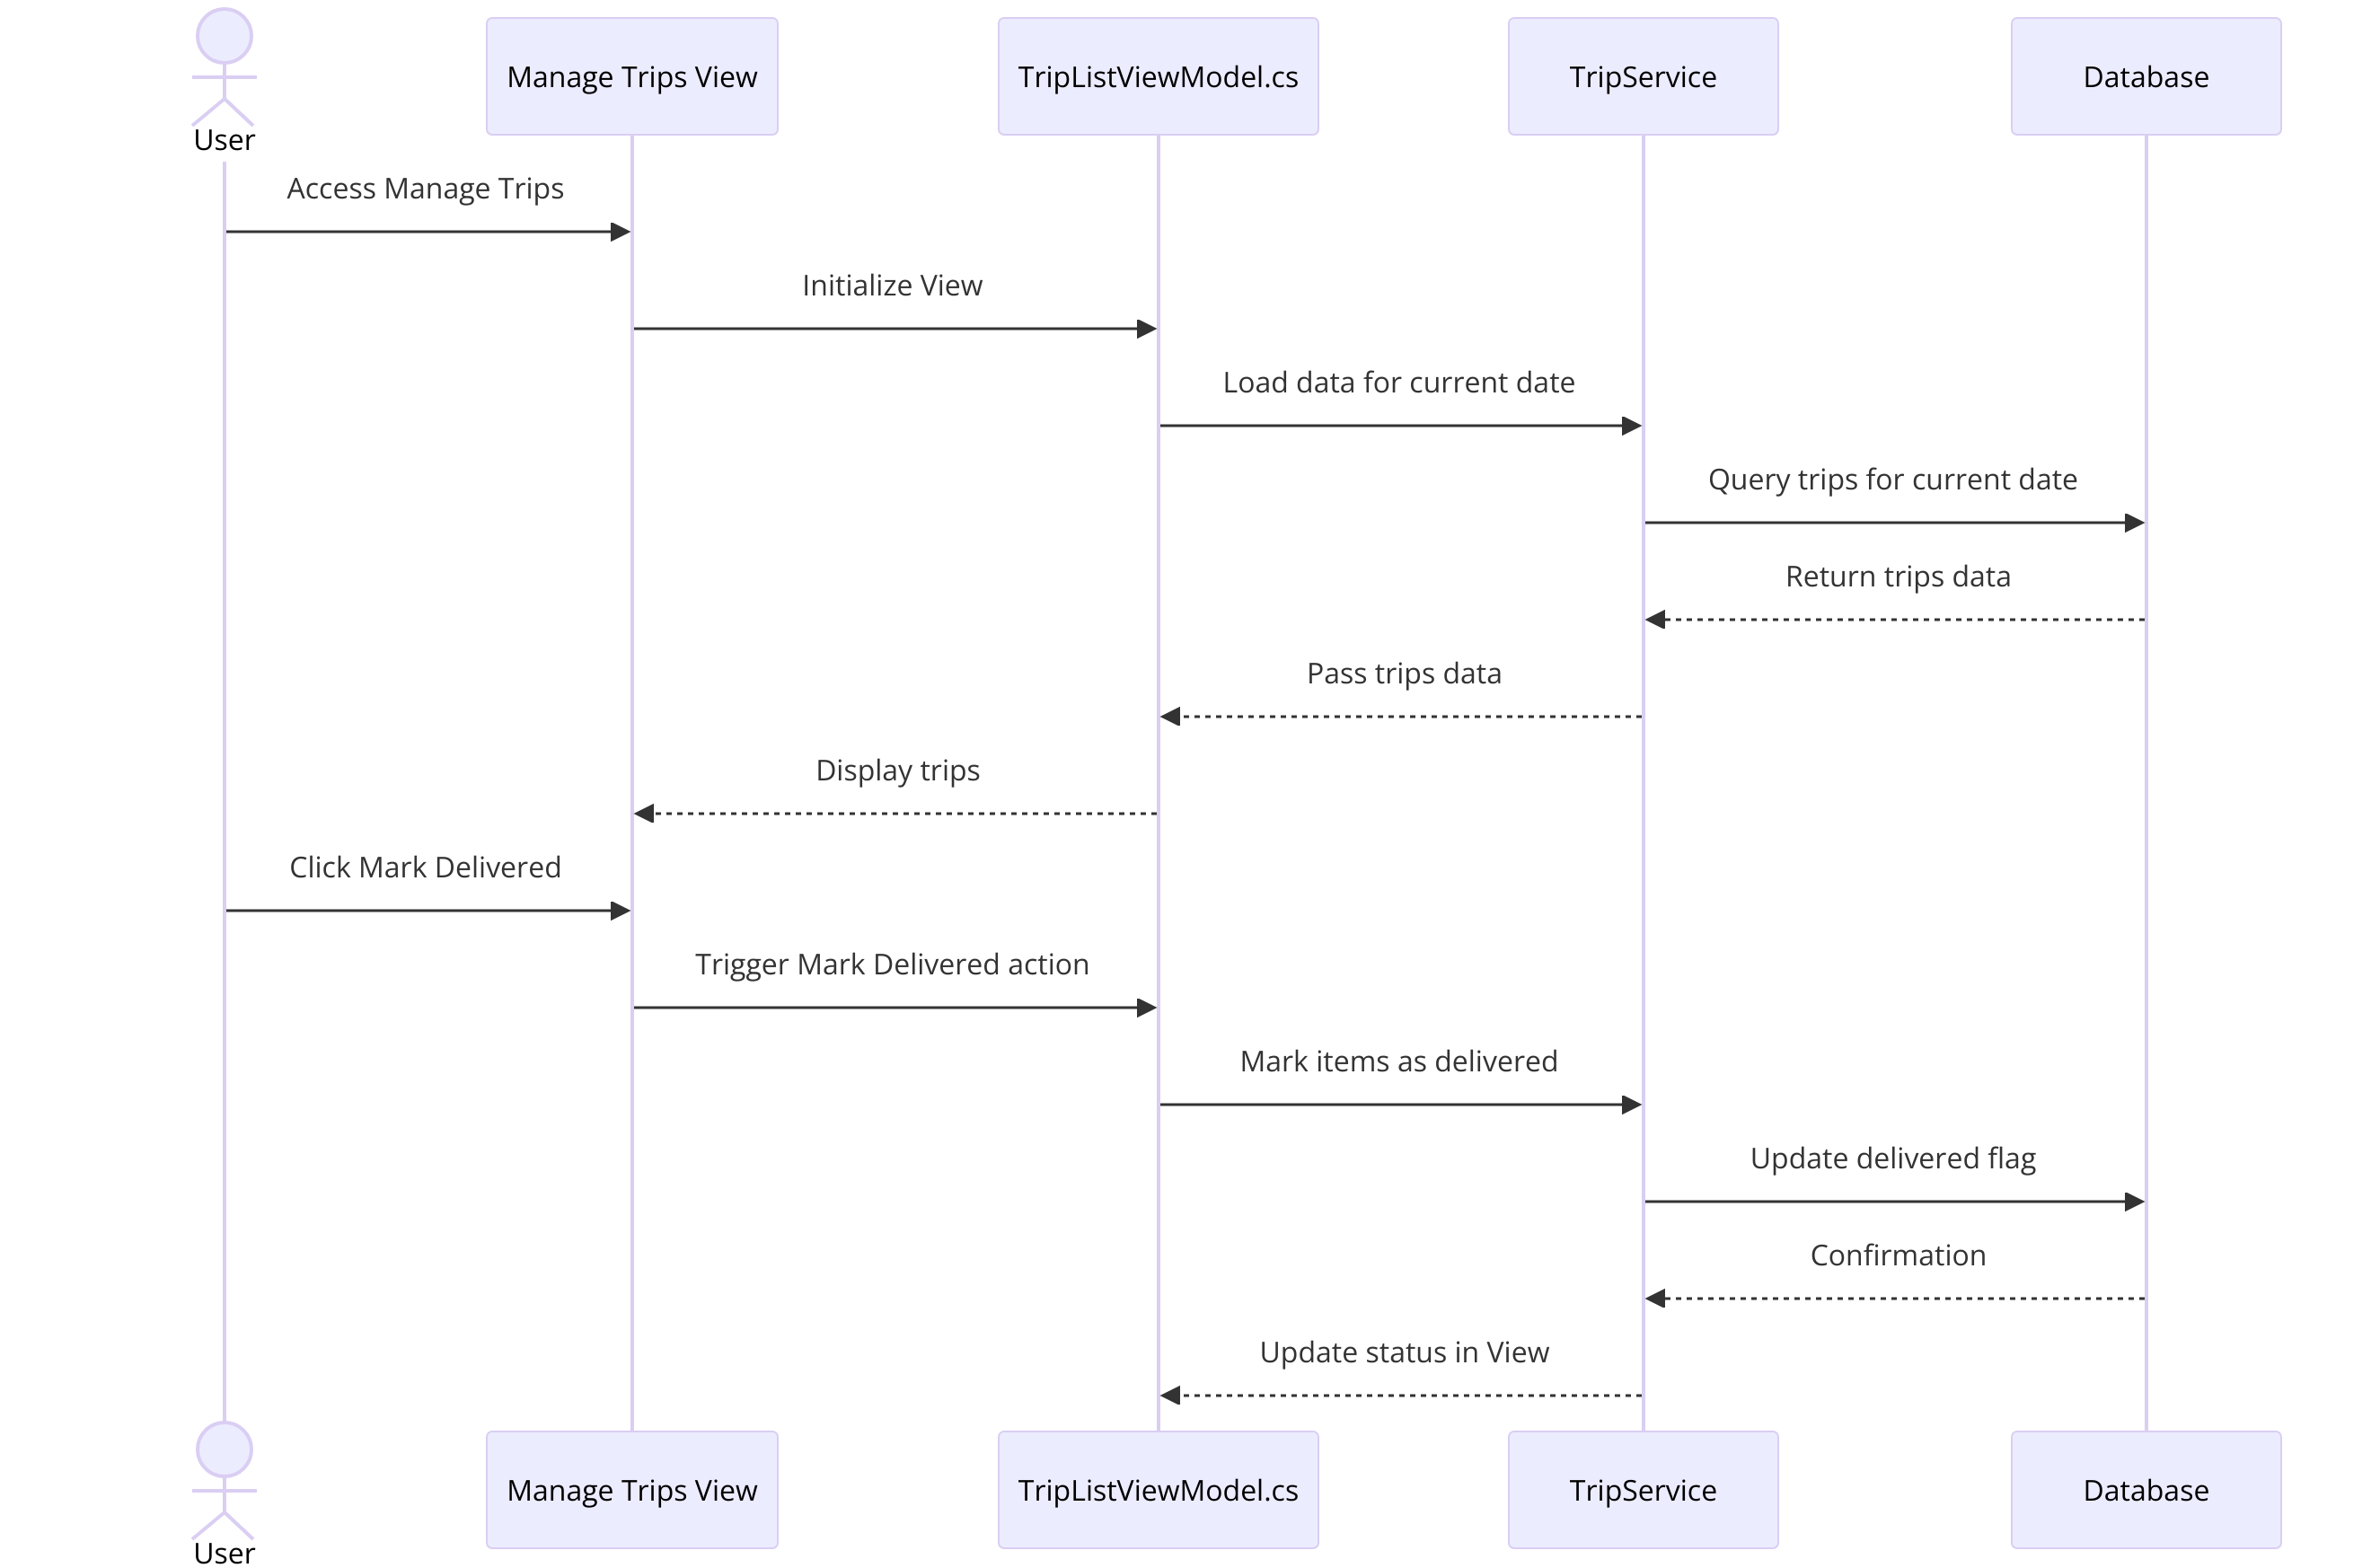 Manage Trips View
TripListViewModel.cs
TripService
Database
User
Access Manage Trips
Initialize View
Load data for current date
Query trips for current date
Return trips data
Pass trips data
Display trips
Click Mark Delivered
Trigger Mark Delivered action
Mark items as delivered
Update delivered flag
Confirmation
Update status in View
Manage Trips View
TripListViewModel.cs
TripService
Database
User